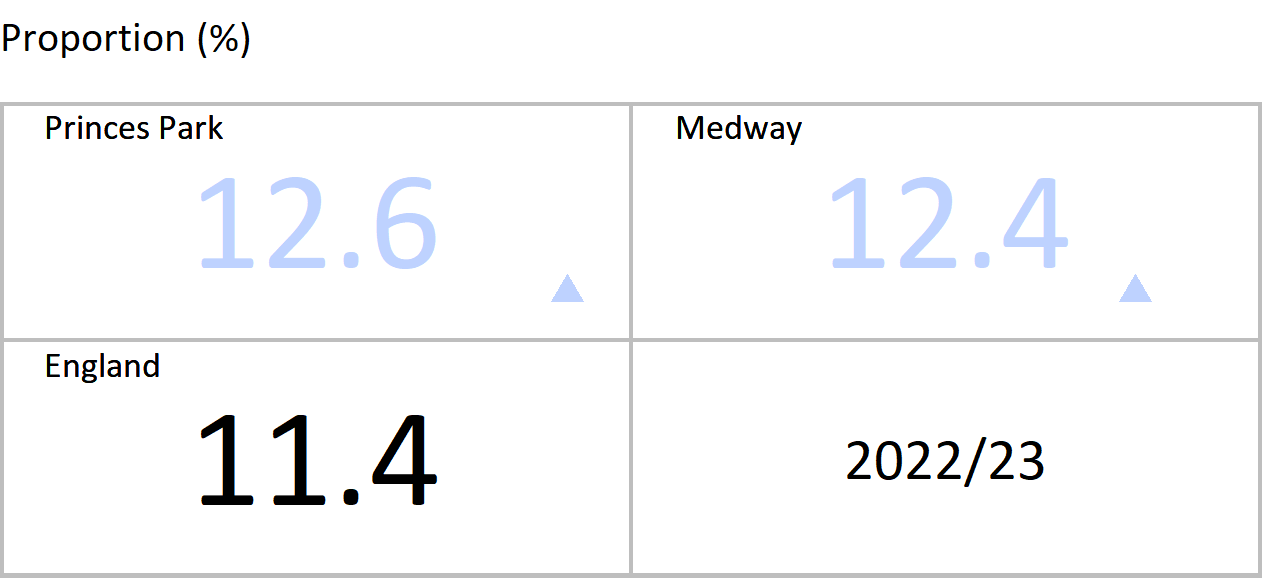 Proportion (%)
Princes Park
12.6
Medway
12.4
England
11.4
2022/23